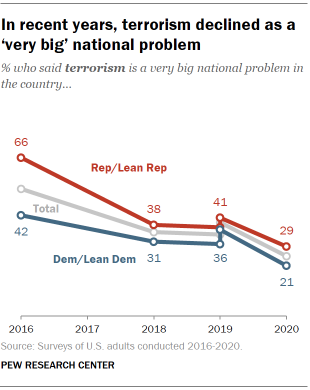 In recent years, terrorism declined as a
‘very big’ national problem
% who said terrorism is a very big national problem in
the country…
66
Rep/Lean Rep
Total
42
38
41
29
Dem/Lean Dem
31
36
21
2016 2017 2018 2019 2020
Source: Surveys of U.S. adults conducted 2016-2020.
PEW RESEARCH CENTER